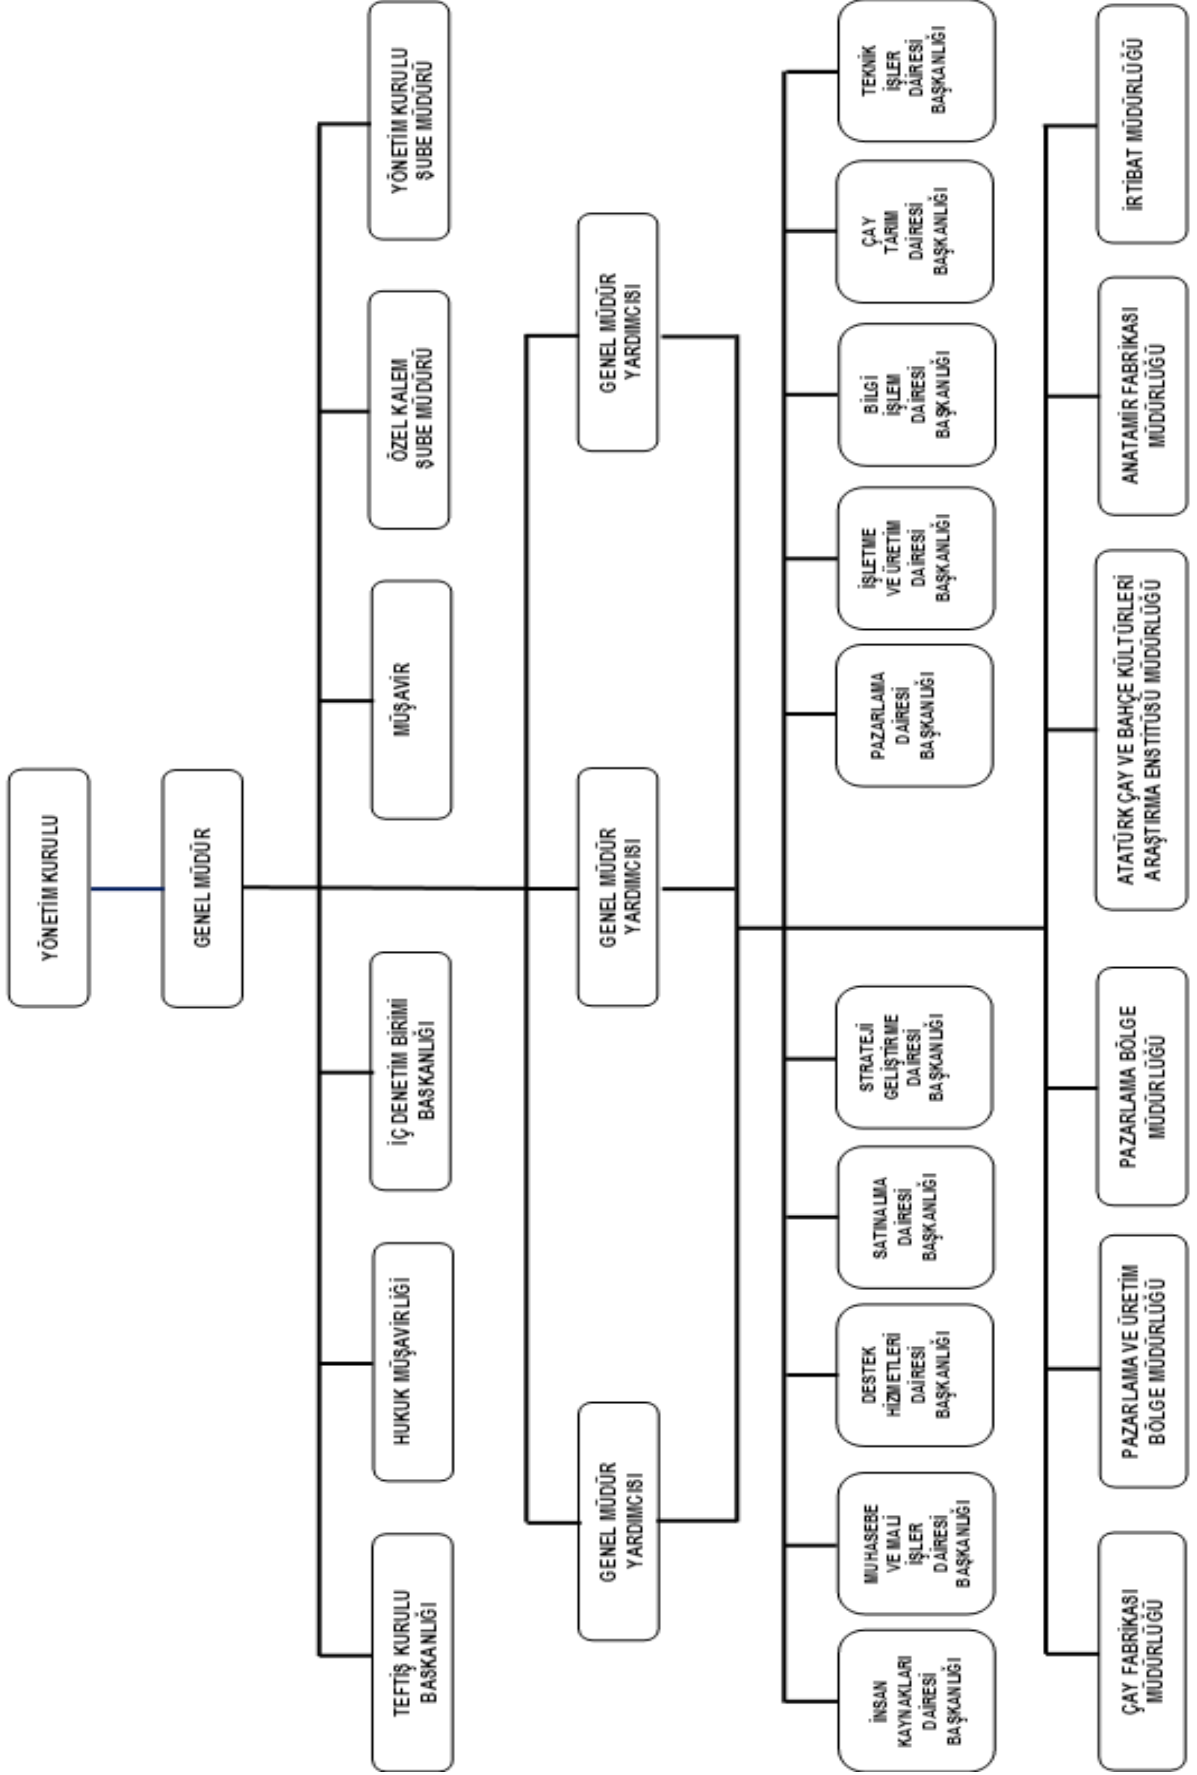 YÖNETİM KURULU
GENEL MÜDÜR
TEFTİŞ KURULU
BASKANLIĞI
HUKUK MÜŞAVİRLİĞİ
İÇ DENETİM BİRİMİ
BASKANLIĞI
MÜŞAVİR
ÖZEL KALEM
ŞUBE MÜDÜRÜ
YÖNETİM KURULU
ŞUBE MÜDÜRÜ
GENEL MÜDÜR
YARDIMCISI
GENEL MÜDÜR
YARDIMCISI
GENEL MÜDÜR
YARDIMCISI
İNSAN
KAYNAKLARI
DAİRESİ
BAŞKANLIĞI
MUHASEBE
VE MALİ
İŞLER
DAİRESİ
BAŞKANLIĞI
DESTEK
HİZMETLERİ
DAİRESİ
BAŞKANLIĞI
SATINALMA
DAİRESİ
BAŞKANLIĞI
STRATEJİ
GELİŞTİRME
DAİRESİ
BAŞKANLIĞI
PAZARLAMA
DAİRESİ
BAŞKANLIĞI
İŞLETME
VE ÜRETİM
DAİRESİ
BAŞKANLIĞI
BİLGİ
İŞLEM
DAİRESİ
BAŞKANLIĞI
ÇAY
TARIM
DAİRESİ
BAŞKANLIĞI
TEKNİK
İŞLER
DAİRESİ
BAŞKANLIĞI
ÇAY FABRİKASI
MÜDÜRLÜĞÜ
PAZARLAMA VE ÜRETİM
BÖLGE MÜDÜRLÜĞÜ
PAZARLAMA BÖLGE
MÜDÜRLÜĞÜ
ATATÜRK ÇAY VE BAHÇE KÜLTÜRLERİ
ARAŞTIRMA ENSTİTÜSÜ MÜDÜRLÜĞÜ
ANATAMİR FABRİKASI
MÜDÜRLÜĞÜ
İRTİBAT MÜDÜRLÜĞÜ